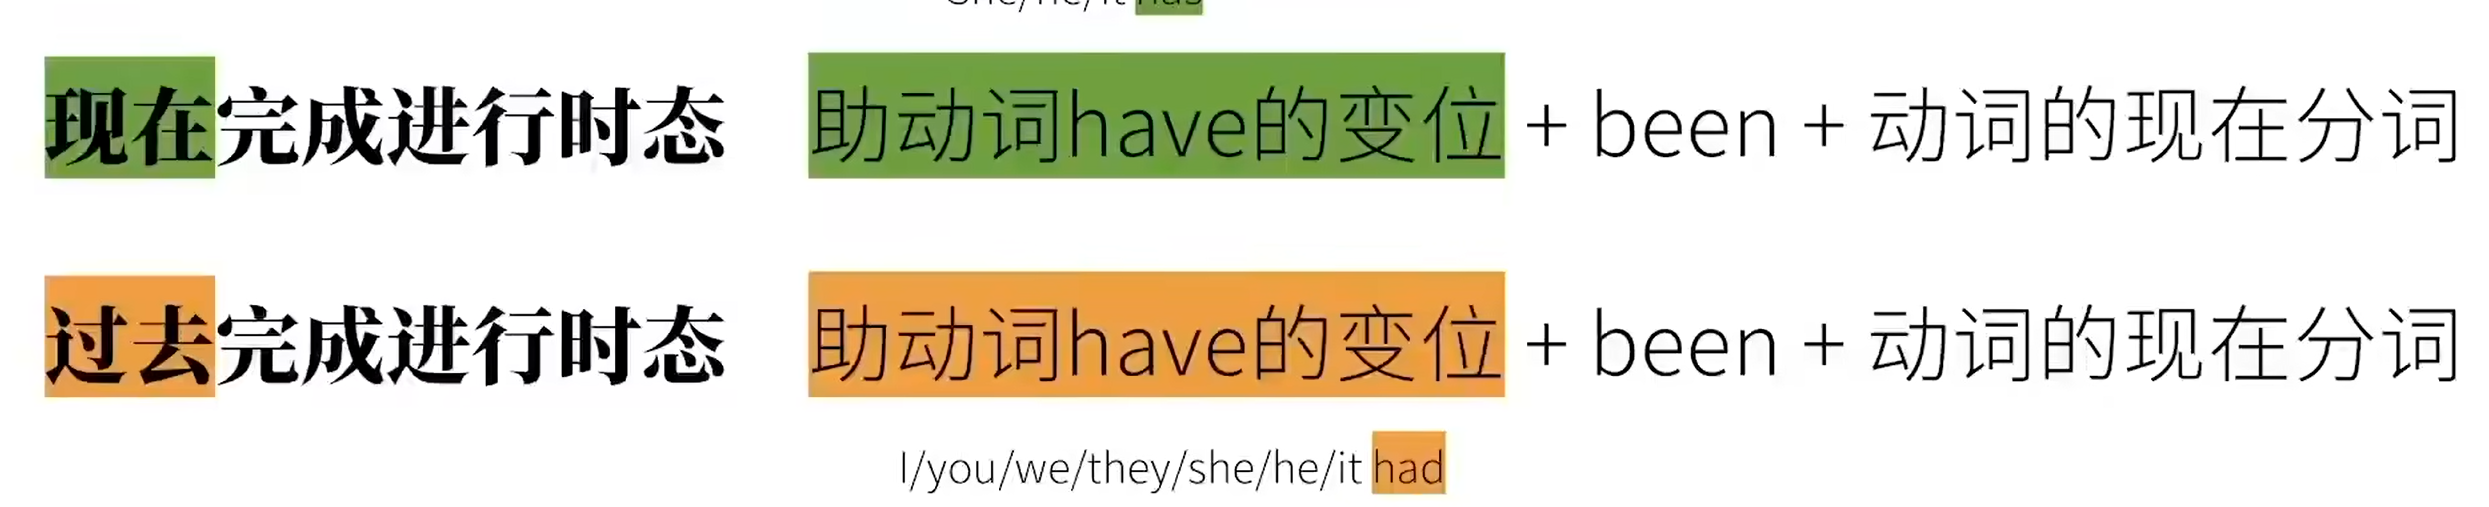 She/he/it has
现在完成进行时态 助动词have的变位 + been + 动词的现在分词
过去完成进行时态 助动词have的变位 + been + 动词的现在分词
I/you/we/they/she/he/it had